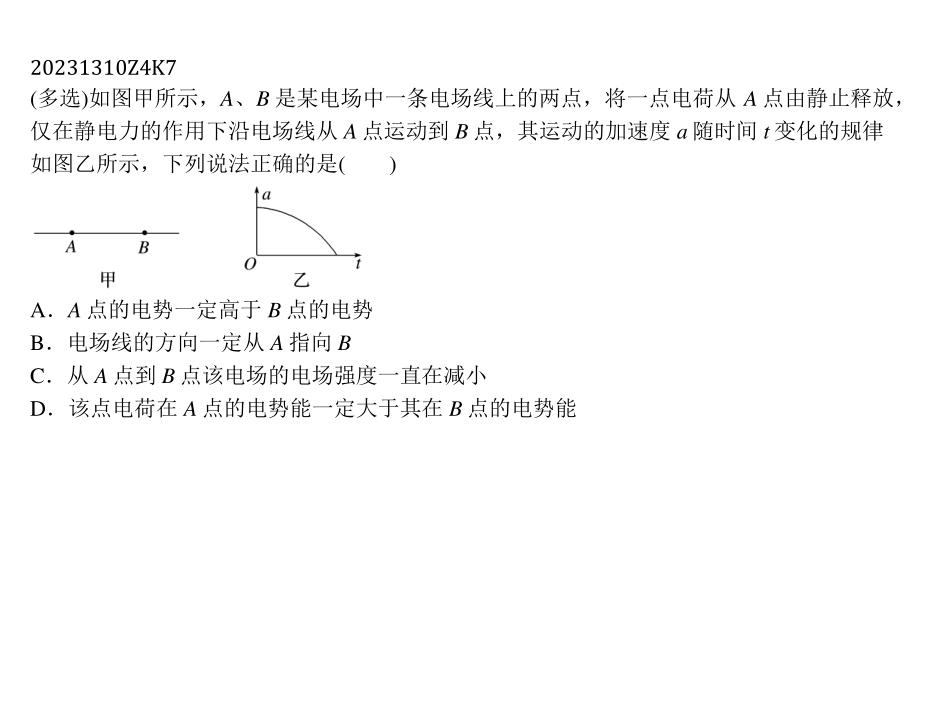 20231310Z4K7
(多选)如图甲所示，A、B 是某电场中一条电场线上的两点，将一点电荷从 A 点由静止释放，
仅在静电力的作用下沿电场线从 A 点运动到 B 点，其运动的加速度 a 随时间 t 变化的规律
如图乙所示，下列说法正确的是(　　)
A B
甲
a
O t
乙
A．A 点的电势一定高于 B 点的电势
B．电场线的方向一定从 A 指向 B
C．从 A 点到 B 点该电场的电场强度一直在减小
D．该点电荷在 A 点的电势能一定大于其在 B 点的电势能